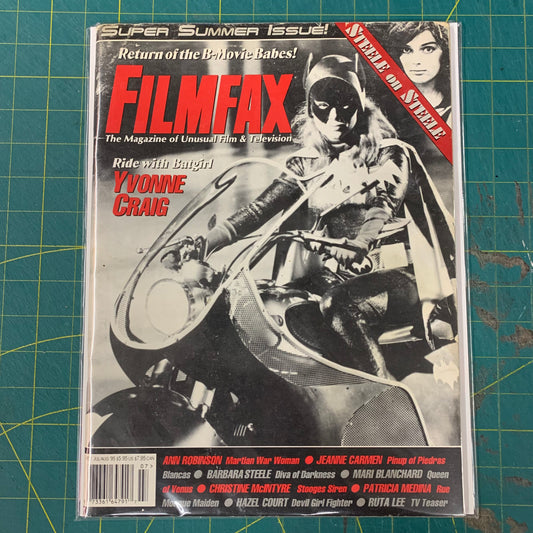 SUPER SUMMER ISSUE!
Return of the B-Movie Babes!
FILMFAX
The Magazine of Unusual Film & Television
STEELE on STEELE
Ride with Batgirl
YVONNE
CRAIG
07>
ANN ROBINSON Martian War Woman ● JEANNE CARMEN Pinup of Piedras
Blancas ● BARBARA STEELE Diva of Darkness ● MARI BLANCHARD Queen
of Venus ● CHRISTINE McINTYRE Stooges Siren ● PATRICIA MEDINA Rue
Morgue Maiden ● HAZEL COURT Devil Girl Fighter ● RUTA LEE TV Teaser